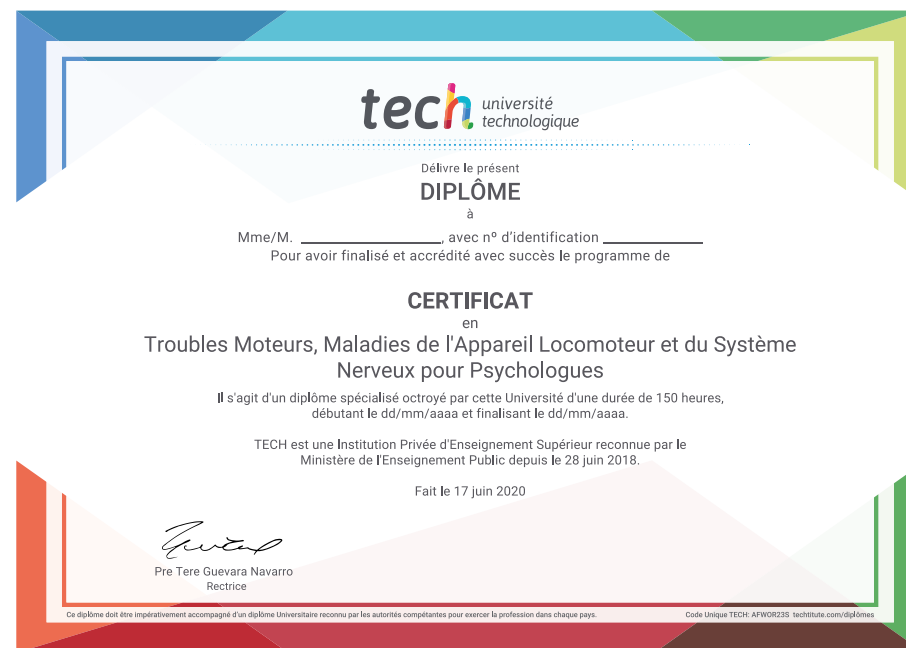 tech université
technologique
Délivre le présent
DIPLÔME
à
Mme/M. ____________________, avec nº d'identification ______________
Pour avoir finalisé et accrédité avec succès le programme de
CERTIFICAT
en
Troubles Moteurs, Maladies de l'Appareil Locomoteur et du Système
Nerveux pour Psychologues
Il s'agit d'un diplôme spécialisé octroyé par cette Université d'une durée de 150 heures,
débutant le dd/mm/aaaa et finalisant le dd/mm/aaaa.
TECH est une Institution Privée d'Enseignement Supérieur reconnue par le
Ministère de l'Enseignement Public depuis le 28 juin 2018.
Fait le 17 juin 2020
Pre Tere Guevara Navarro
Rectrice
Ce diplôme doit être impérativement accompagné d'un diplôme Universitaire reconnu par les autorités compétantes pour exercer la profession dans chaque pays.
Code Unique TECH: AFWOR23S techtitute.com/diplômes